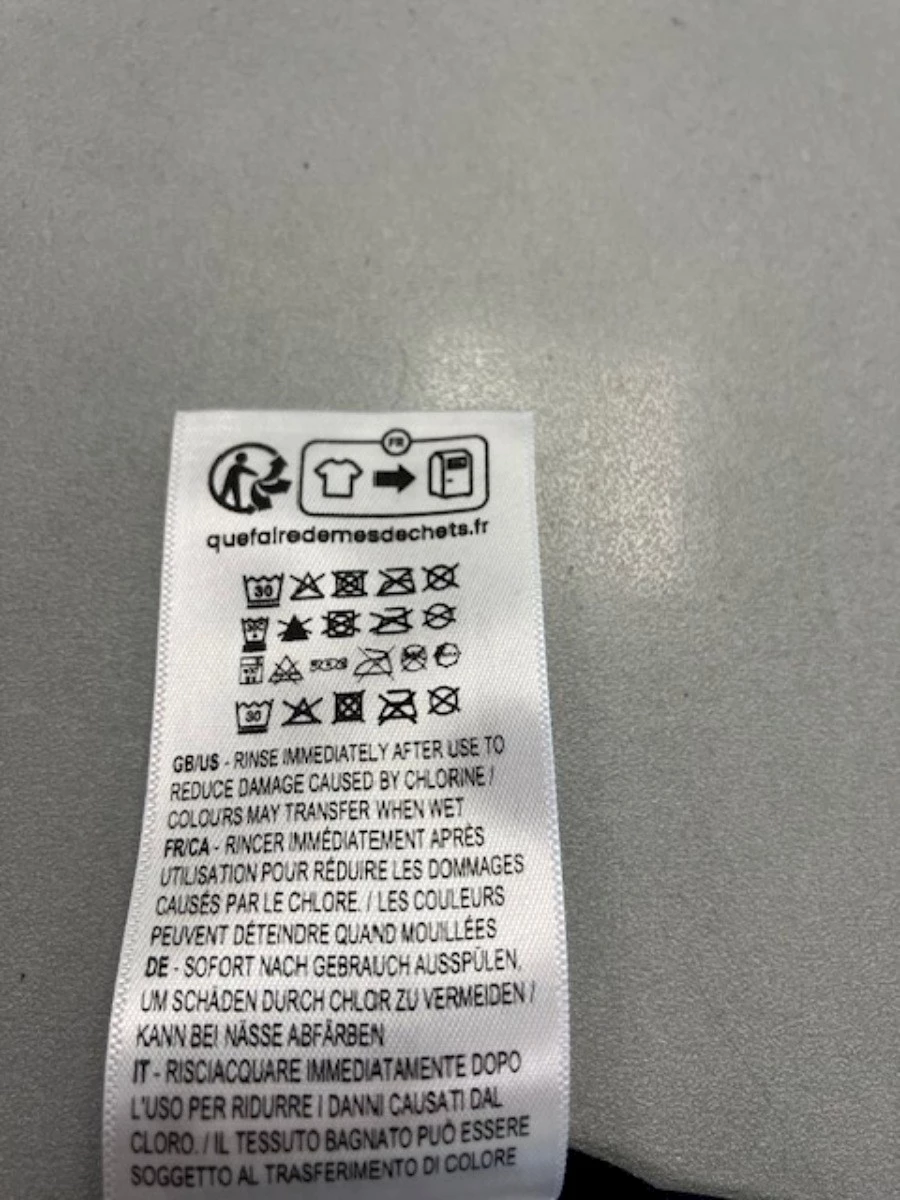 FR
quefairedemesdechets.fr
30
30
GB/US - RINSE IMMEDIATELY AFTER USE TO
REDUCE DAMAGE CAUSED BY CHLORINE /
COLOURS MAY TRANSFER WHEN WET
FR/CA - RINCER IMMÉDIATEMENT APRÈS
UTILISATION POUR RÉDUIRE LES DOMMAGES
CAUSÉS PAR LE CHLORE. / LES COULEURS
PEUVENT DÉTEINDRE QUAND MOUILLÉES
DE - SOFORT NACH GEBRAUCH AUSSPÜLEN,
UM SCHÄDEN DURCH CHLOR ZU VERMEIDEN /
KANN BEI NÄSSE ABFÄRBEN
IT - RISCIACQUARE IMMEDIATAMENTE DOPO
L'USO PER RIDURRE I DANNI CAUSATI DAL
CLORO. / IL TESSUTO BAGNATO PUÒ ESSERE
SOGGETTO AL TRASFERIMENTO DI COLORE